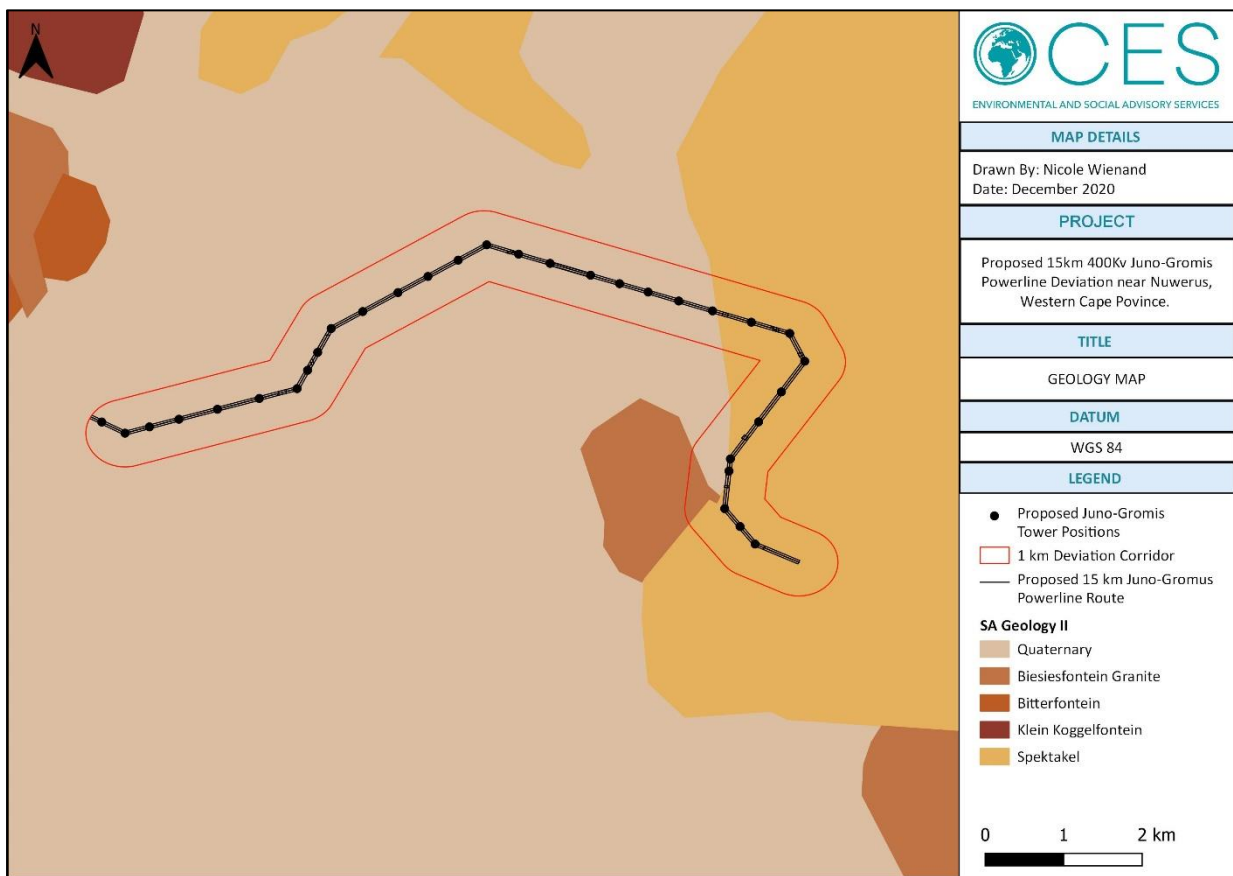 N
CES
ENVIRONMENTAL AND SOCIAL ADVISORY SERVICES
MAP DETAILS
Drawn By: Nicole Wienand
Date: December 2020
PROJECT
Proposed 15km 400Kv Juno-Gromis
Powerline Deviation near Nuwerus,
Western Cape Povince.
TITLE
GEOLOGY MAP
DATUM
WGS 84
LEGEND
Proposed Juno-Gromis
Tower Positions
1 km Deviation Corridor
Proposed 15 km Juno-Gromus
Powerline Route
SA Geology II
Quaternary
Biesiesfontein Granite
Bitterfontein
Klein Koggelfontein
Spektakel
0 1 2 km